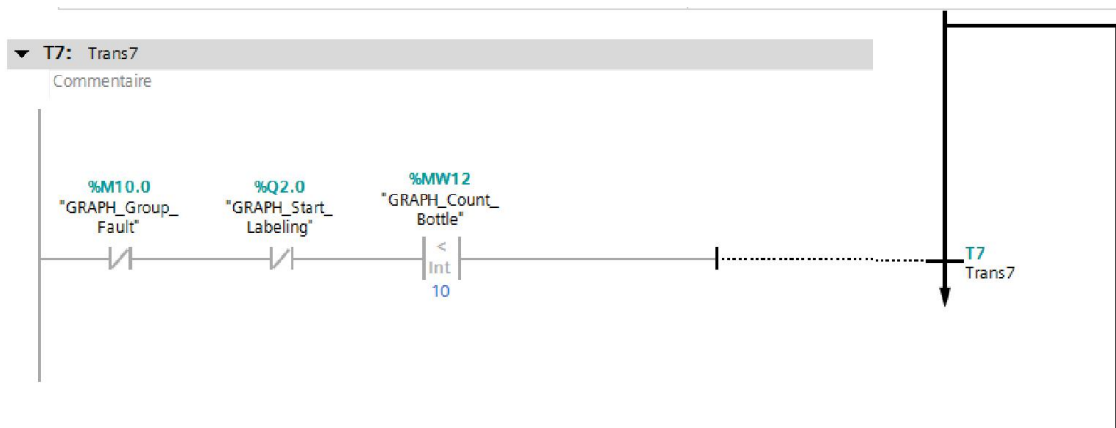 T7: Trans7
Commentaire
%M10.0
"GRAPH_Group_
Fault"
%Q2.0
"GRAPH_Start_
Labeling"
%MW12
"GRAPH_Count_
Bottle"
<
Int
10
T7
Trans7